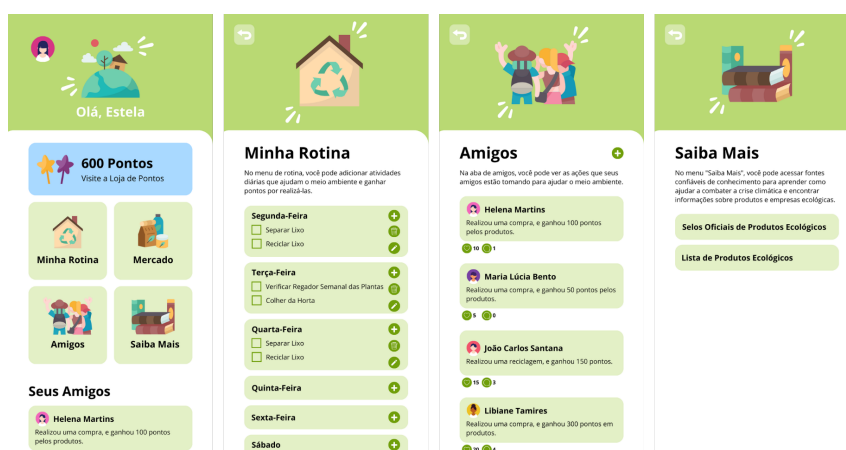 Olá, Estela
600 Pontos
Visite a Loja de Pontos
Minha Rotina
Mercado
Amigos
Saiba Mais
Seus Amigos
Helena Martins
Realizou uma compra, e ganhou 100 pontos
pelos produtos.
Minha Rotina
No menu de rotina, você pode adicionar atividades
diárias que ajudam o meio ambiente e ganhar
pontos por realizá-las.
Segunda-Feira
Separar Lixo
Reciclar Lixo
Terça-Feira
Verificar Regador Semanal das Plantas
Colher da Horta
Quarta-Feira
Separar Lixo
Reciclar Lixo
Quinta-Feira
Sexta-Feira
Sábado
Amigos
Na aba de amigos, você pode ver as ações que seus
amigos estão tomando para ajudar o meio ambiente.
Helena Martins
Realizou uma compra, e ganhou 100 pontos
pelos produtos.
10 1
Maria Lúcia Bento
Realizou uma compra, e ganhou 50 pontos pelos
produtos.
5 0
João Carlos Santana
Realizou uma reciclagem, e ganhou 150 pontos.
15 3
Libiane Tamires
Realizou uma compra, e ganhou 300 pontos em
produtos.
20 4
Saiba Mais
No menu "Saiba Mais", você pode acessar fontes
confiáveis de conhecimento para aprender como
ajudar a combater a crise climática e encontrar
informações sobre produtos e empresas ecológicas.
Selos Oficiais de Produtos Ecológicos
Lista de Produtos Ecológicos